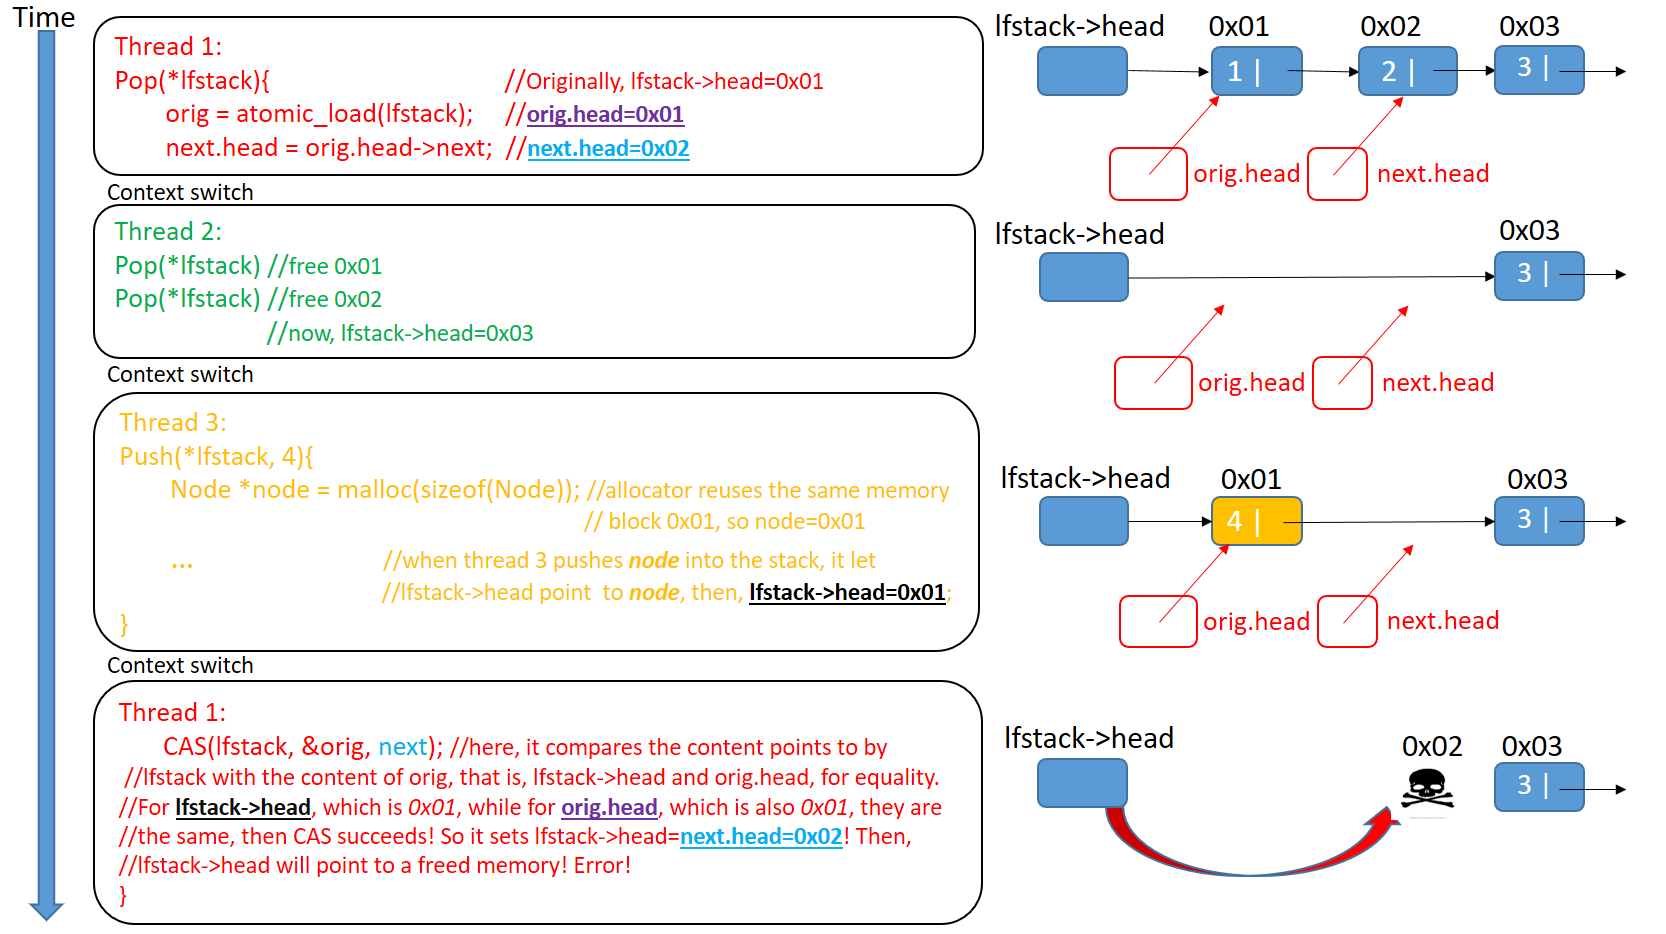 Time
Thread 1:
Pop(*lfstack){ //Originally, lfstack->head=0x01
orig = atomic_load(lfstack); //orig.head=0x01
next.head = orig.head->next; //next.head=0x02
lfstack->head 0x01 0x02 0x03
1 | 2 | 3 |
orig.head next.head
Context switch
Thread 2:
Pop(*lfstack) //free 0x01
Pop(*lfstack) //free 0x02
//now, lfstack->head=0x03
lfstack->head 0x03
3 |
orig.head next.head
Context switch
Thread 3:
Push(*lfstack, 4){
Node *node = malloc(sizeof(Node)); //allocator reuses the same memory
// block 0x01, so node=0x01
... //when thread 3 pushes node into the stack, it let
//lfstack->head point to node, then, lfstack->head=0x01;
}
lfstack->head 0x01 0x03
4 | 3 |
orig.head next.head
Context switch
Thread 1:
CAS(lfstack, &orig, next); //here, it compares the content points to by
//lfstack with the content of orig, that is, lfstack->head and orig.head, for equality.
//For lfstack->head, which is 0x01, while for orig.head, which is also 0x01, they are
//the same, then CAS succeeds! So it sets lfstack->head=next.head=0x02! Then,
//lfstack->head will point to a freed memory! Error!
}
lfstack->head 0x02 0x03
3 |